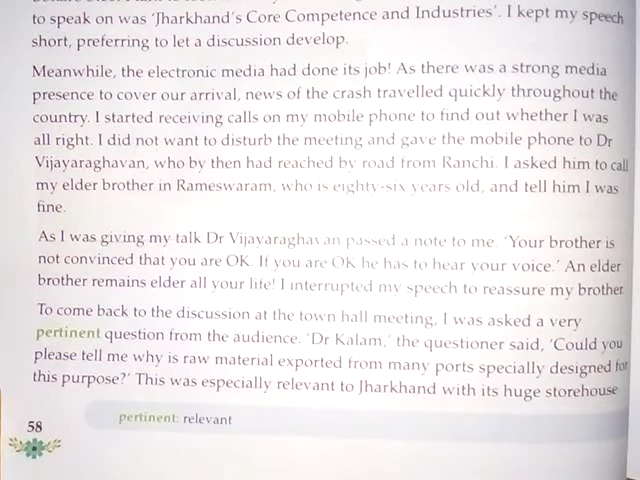 to speak on was 'Jharkhand's Core Competence and Industries'. I kept my speech
short, preferring to let a discussion develop.
Meanwhile, the electronic media had done its job! As there was a strong media
presence to cover our arrival, news of the crash travelled quickly throughout the
country. I started receiving calls on my mobile phone to find out whether I was
all right. I did not want to disturb the meeting and gave the mobile phone to Dr
Vijayaraghavan, who by then had reached by road from Ranchi. I asked him to call
my elder brother in Rameswaram, who is eighty-six years old, and tell him I was
fine.
As I was giving my talk Dr Vijayaraghavan passed a note to me. 'Your brother is
not convinced that you are OK. If you are OK he has to hear your voice.' An elder
brother remains elder all your life! I interrupted my speech to reassure my brother.
To come back to the discussion at the town hall meeting, I was asked a very
pertinent question from the audience. 'Dr Kalam,' the questioner said, 'Could you
please tell me why is raw material exported from many ports specially designed for
this purpose?' This was especially relevant to Jharkhand with its huge storehouse
pertinent: relevant
58